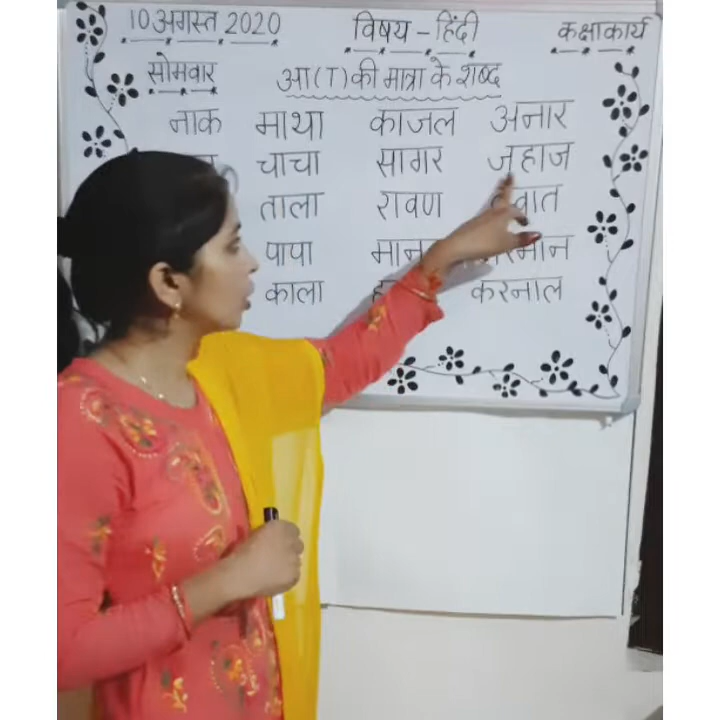 10 अगस्त 2020 विषय - हिंदी कक्षाकार्य
सोमवार आ(ा) की मात्रा के शब्द
नाक माथा काजल अनार
चाचा सागर जहाज
ताला रावण
पापा
काला करनाल